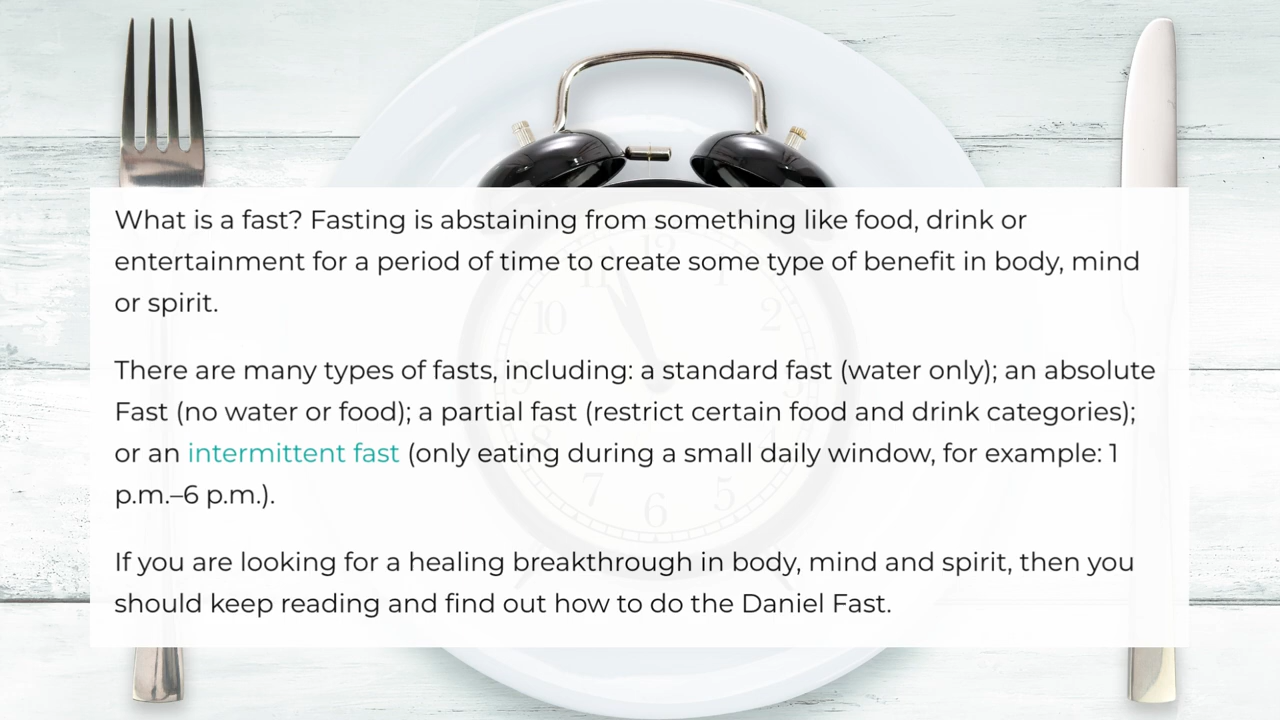 What is a fast? Fasting is abstaining from something like food, drink or
entertainment for a period of time to create some type of benefit in body, mind
or spirit.
There are many types of fasts, including: a standard fast (water only); an absolute
Fast (no water or food); a partial fast (restrict certain food and drink categories);
or an intermittent fast (only eating during a small daily window, for example: 1
p.m.–6 p.m.).
If you are looking for a healing breakthrough in body, mind and spirit, then you
should keep reading and find out how to do the Daniel Fast.